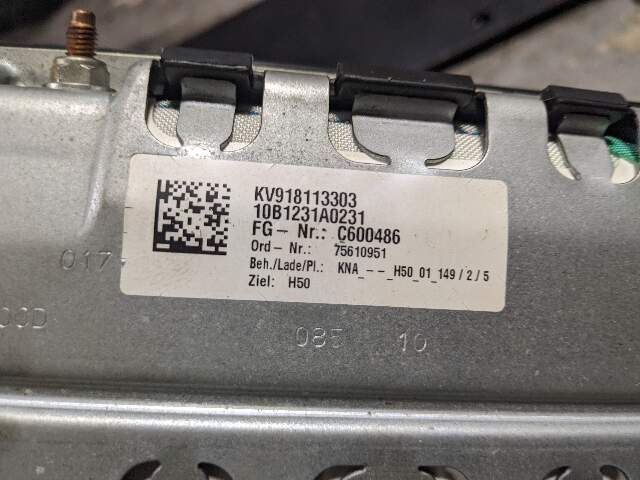 KV918113303
10B1231A0231
FG- Nr.: C600486
Ord- Nr.: 75610951
Beh./Lade/Pl.: KNA_--_H50_01_149/2/5
Ziel: H50
017
00D
085 10